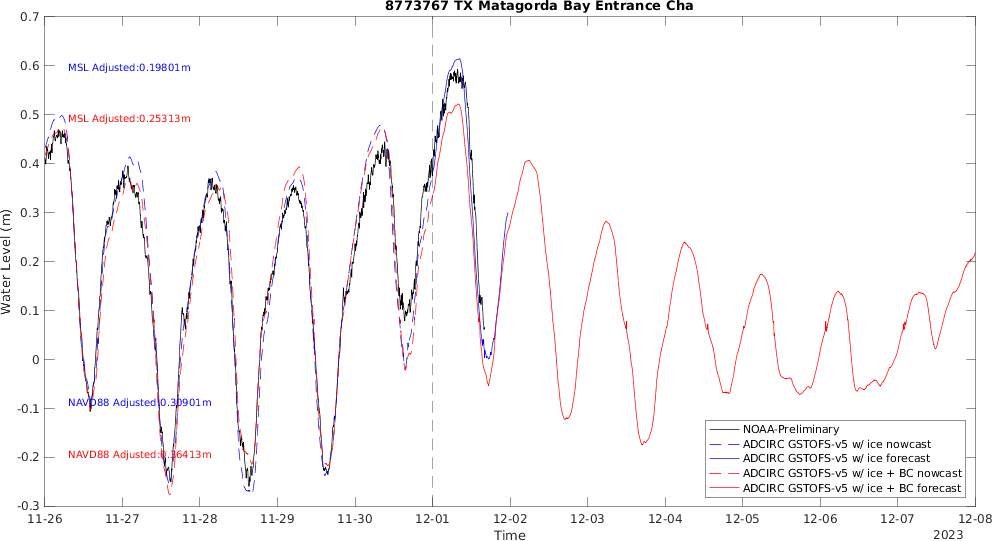 8773767 TX Matagorda Bay Entrance Cha
0.7
0.6
0.5
0.4
0.3
0.2
0.1
0
-0.1
-0.2
-0.3
Water Level (m)
MSL Adjusted:0.19801m
MSL Adjusted:0.25313m
NAVD88 Adjusted:0.30901m
NAVD88 Adjusted:0.36413m
NOAA-Preliminary
ADCIRC GSTOFS-v5 w/ ice nowcast
ADCIRC GSTOFS-v5 w/ ice forecast
ADCIRC GSTOFS-v5 w/ ice + BC nowcast
ADCIRC GSTOFS-v5 w/ ice + BC forecast
11-26 11-27 11-28 11-29 11-30 12-01 12-02 12-03 12-04 12-05 12-06 12-07 12-08
Time
2023